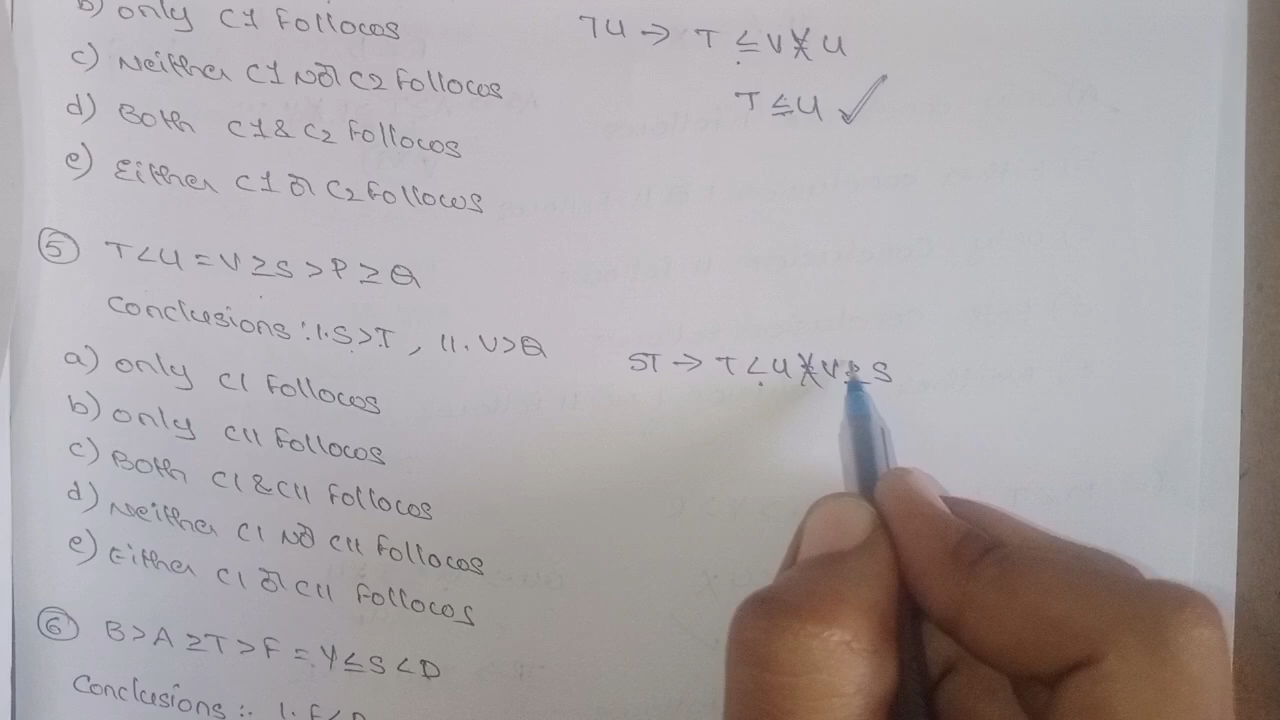 b) only C1 Follows
c) Neither C1 Nor C2 Follows
d) Both C1 & C2 Follows
e) Either C1 or C2 Follows
TU → T ≤ V = U
T ≤ U ✓
⑤ T < U = V ≥ S > P ≥ Q
Conclusions : I. S > T , II. V > Q
a) only CI Follows
b) only CII Follows
c) Both CI & CII Follows
d) Neither CI Nor CII Follows
e) Either CI or CII Follows
ST → T < U = V ≥ S
⑥ B > A ≥ T > F = Y ≤ S < D
Conclusions :